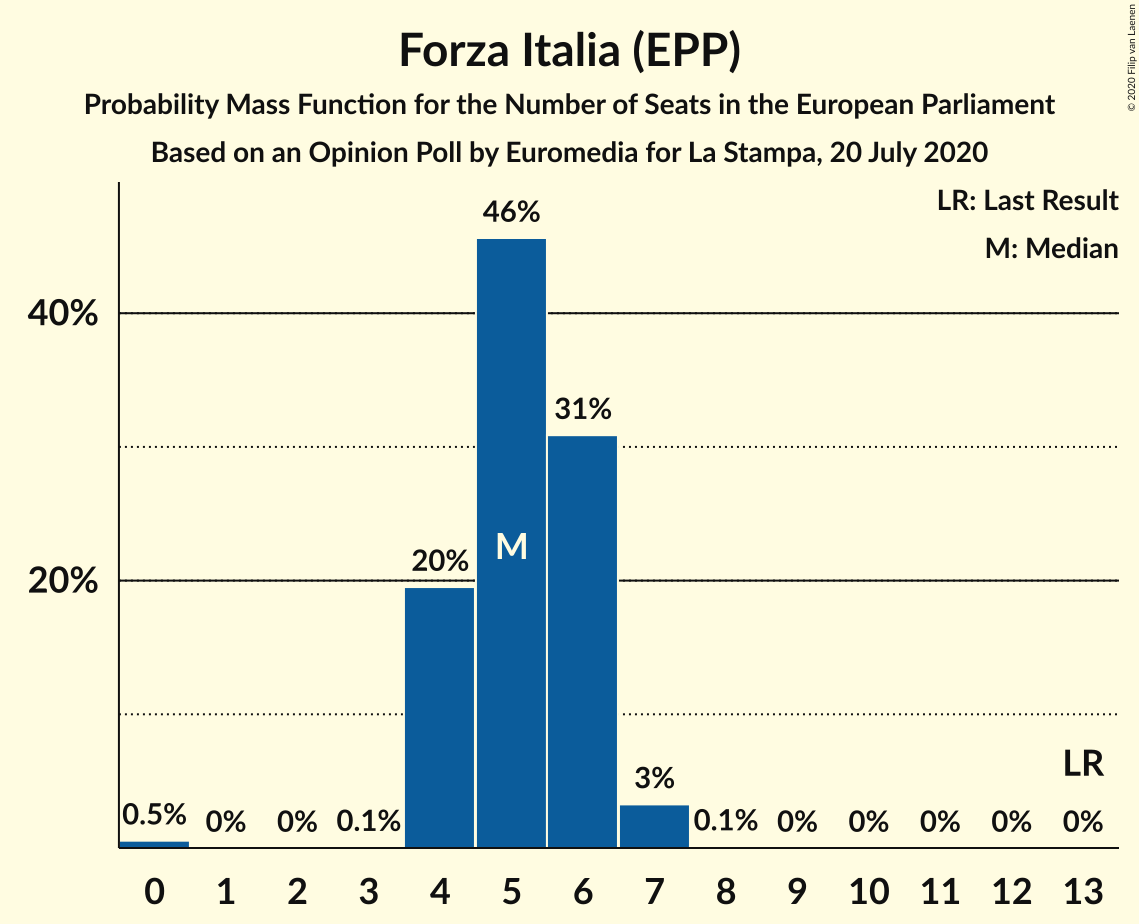 © 2020 Filip van Laenen
Forza Italia (EPP)
Probability Mass Function for the Number of Seats in the European Parliament
Based on an Opinion Poll by Euromedia for La Stampa, 20 July 2020
LR: Last Result
M: Median
46%
40%
31%
M
20%
20%
LR
3%
0.5% 0% 0% 0.1% 0.1% 0% 0% 0% 0% 0%
0 1 2 3 4 5 6 7 8 9 10 11 12 13